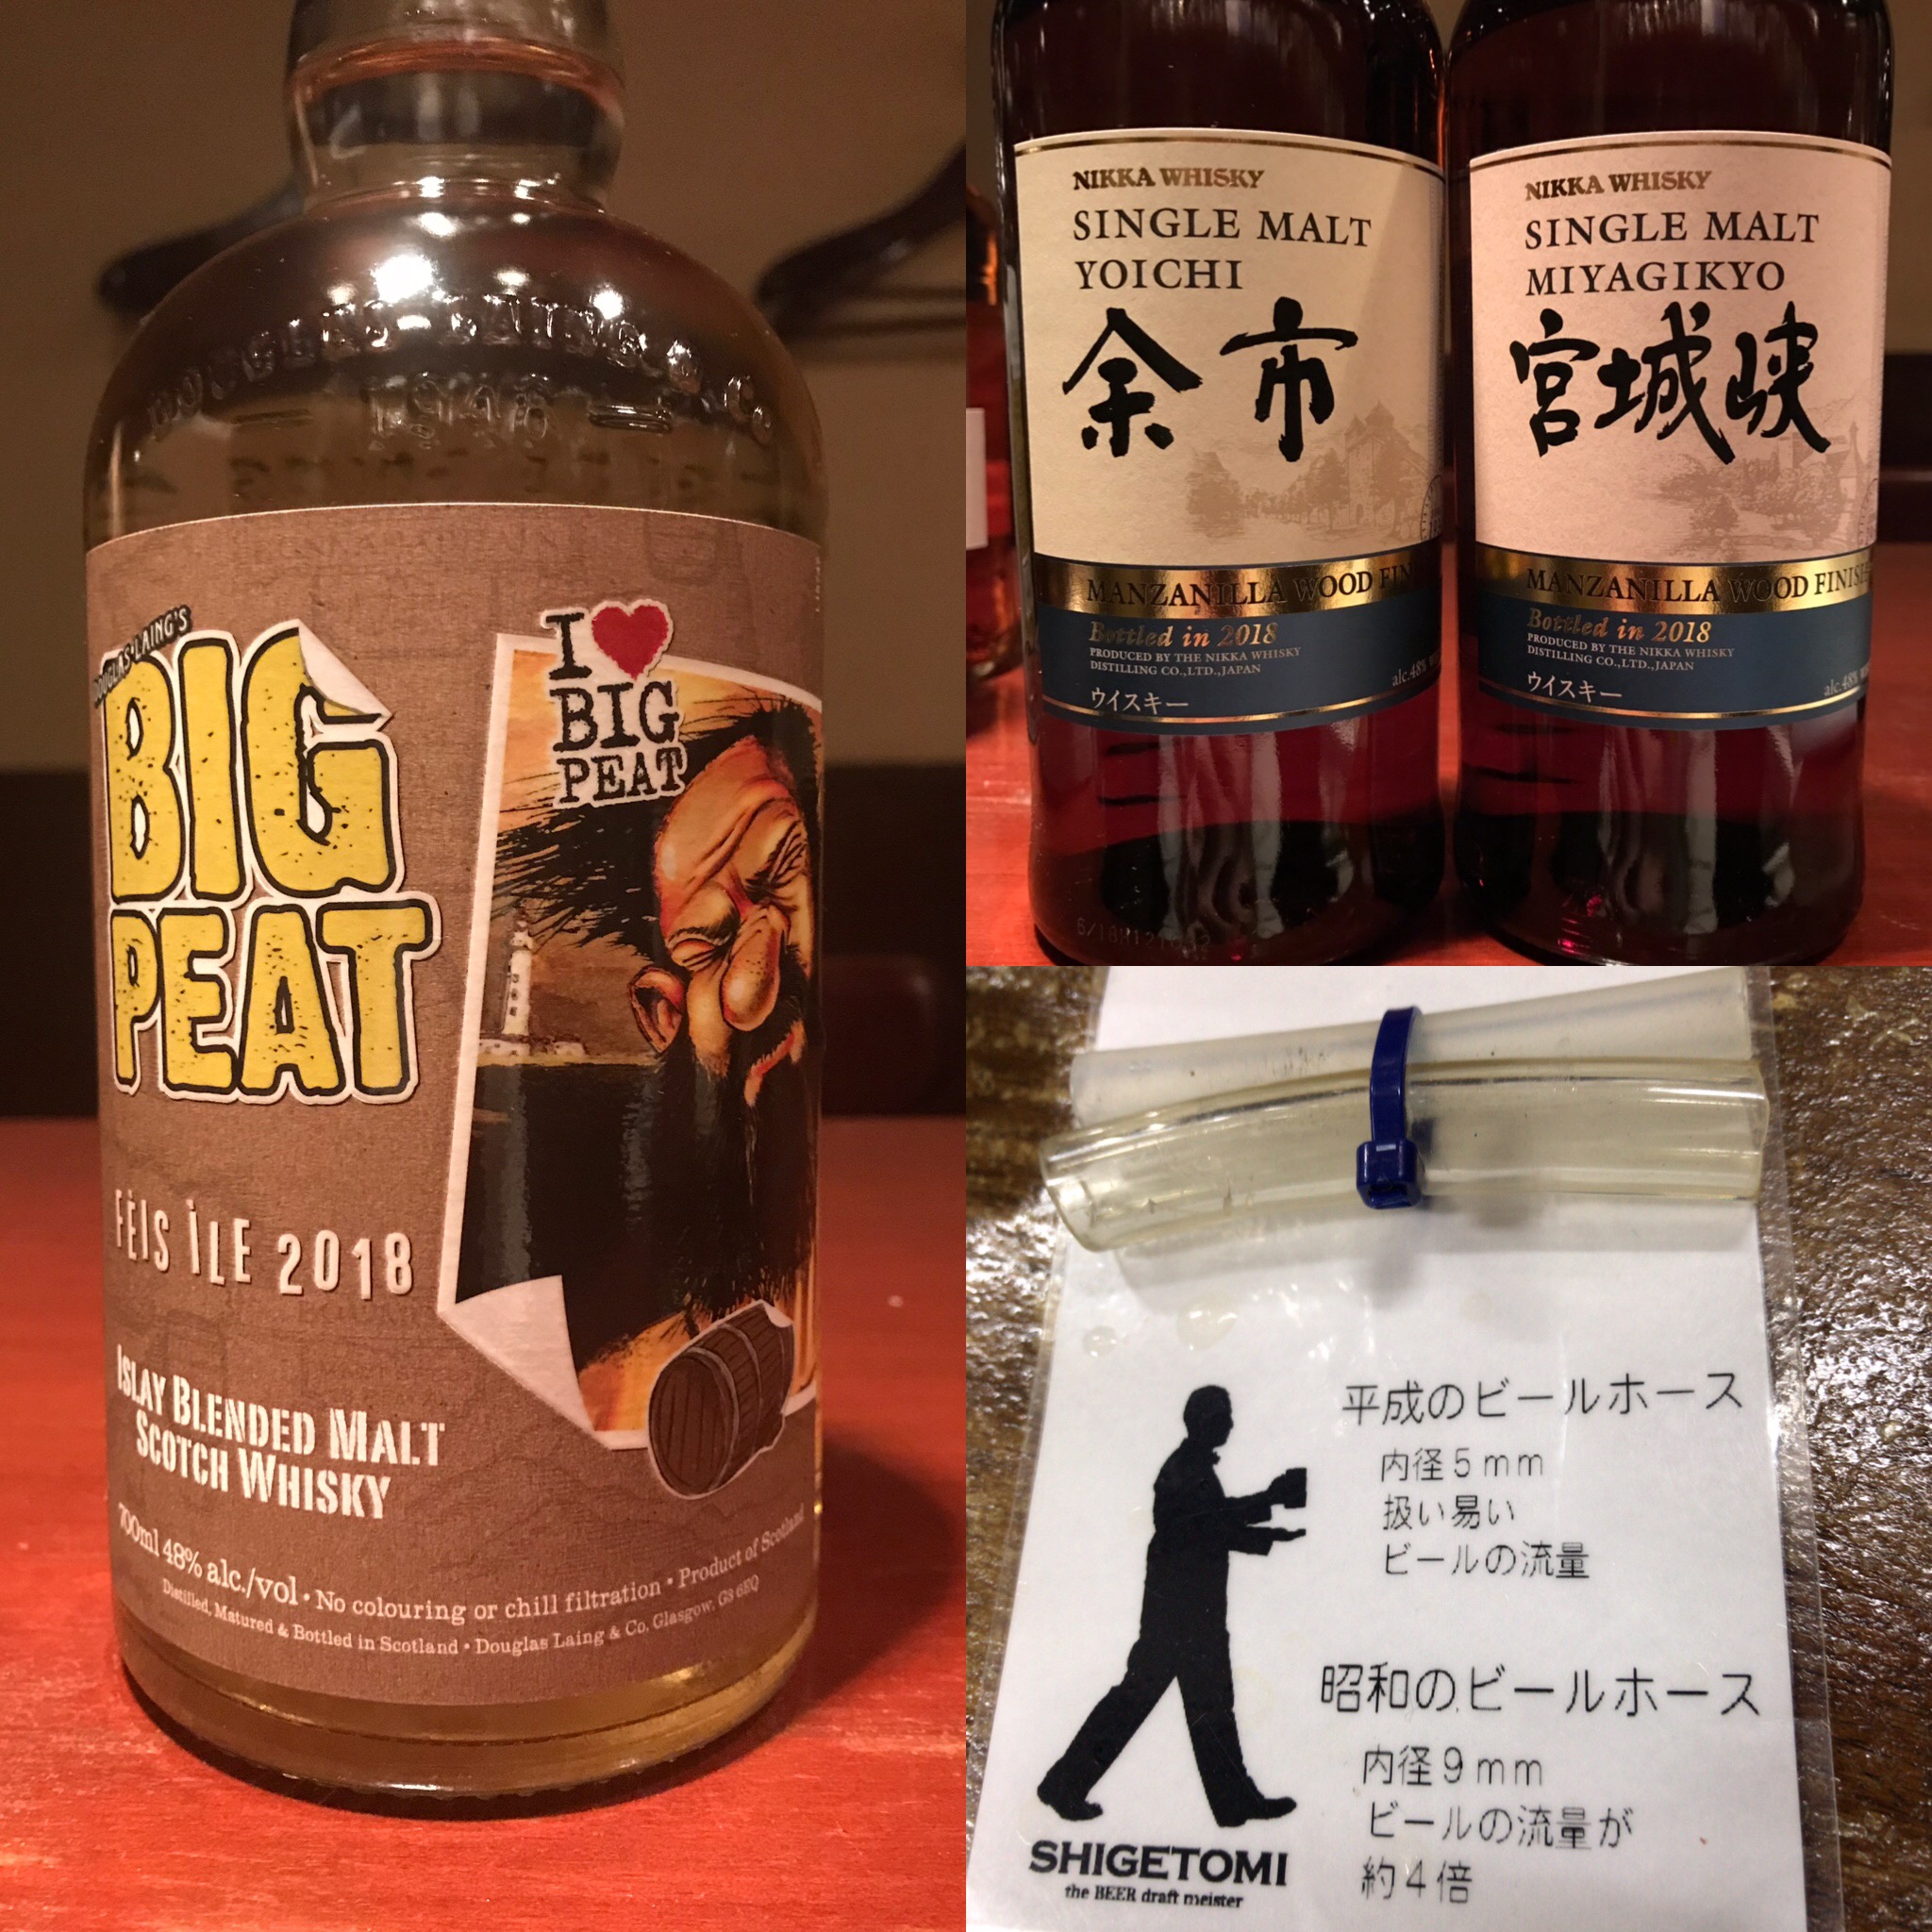 DOUGLAS LAING & CO
1948
DOUGLAS LAING'S
BIG
PEAT
I
BIG
PEAT
FÈIS ÌLE 2018
ISLAY BLENDED MALT
SCOTCH WHISKY
700ml 48% alc./vol • No colouring or chill filtration • Product of Scotland
Distilled, Matured & Bottled in Scotland • Douglas Laing & Co, Glasgow, G3 6EQ
NIKKA WHISKY
SINGLE MALT
YOICHI
余市
MANZANILLA WOOD FIN
Bottled in 2018
PRODUCED BY THE NIKKA WHISKY
DISTILLING CO.,LTD.,JAPAN
alc.48%
ウイスキー
NIKKA WHISKY
SINGLE MALT
MIYAGIKYO
宮城峡
MANZANILLA WOOD FINISH
Bottled in 2018
PRODUCED BY THE NIKKA WHISKY
DISTILLING CO.,LTD.,JAPAN
alc.48%
ウイスキー
平成のビールホース
内径5mm
扱い易い
ビールの流量
昭和のビールホース
内径9mm
ビールの流量が
約4倍
SHIGETOMI
the BEER draft meister